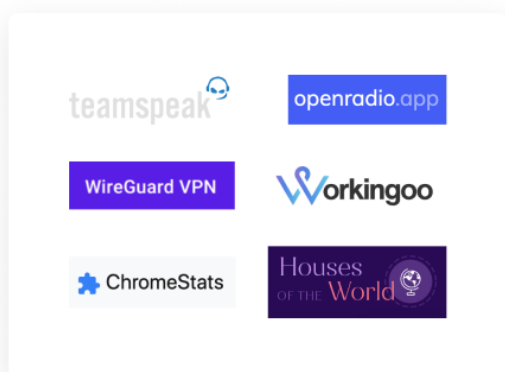 teamspeak
openradio.app
WireGuard VPN
Workingoo
ChromeStats
Houses
OF THE World